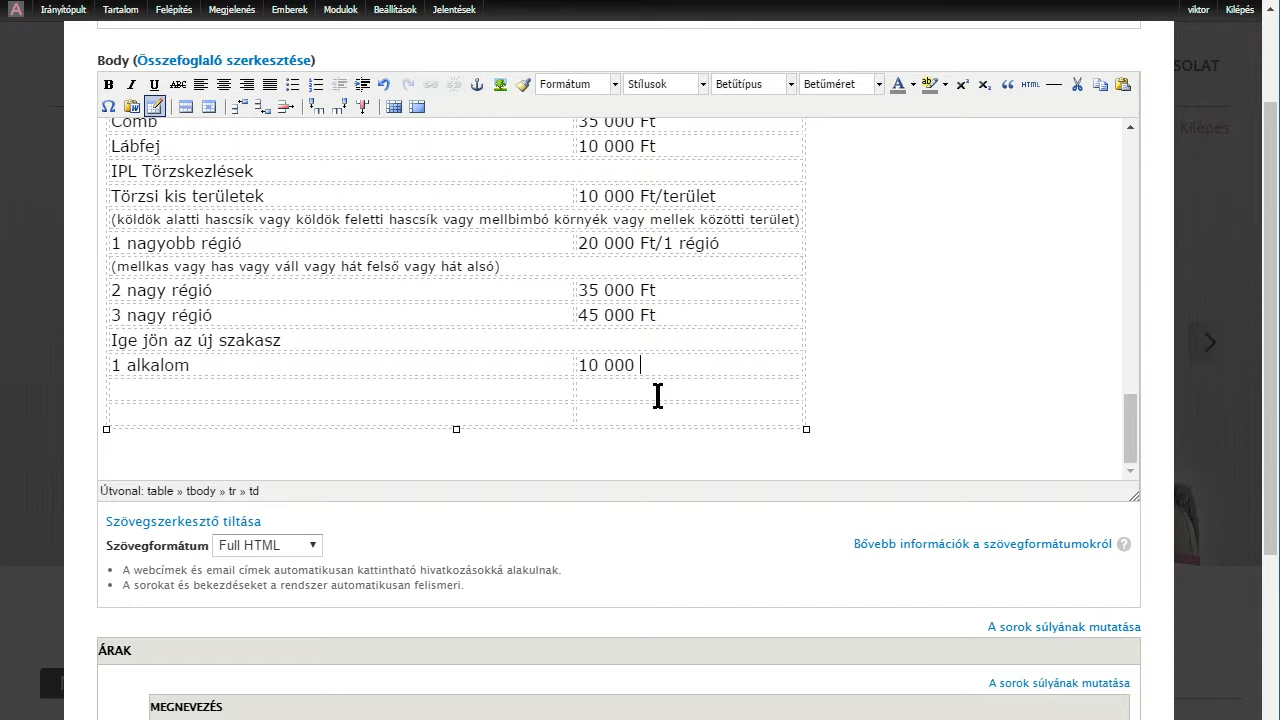 Irányítópult Tartalom Felépítés Megjelenés Emberek Modulok Beállítások Jelentések viktor Kilépés
Body (Összefoglaló szerkesztése)
B I U ABC Formátum Stílusok Betűtípus Betűméret A ab x² x₂ HTML
Comb 35 000 Ft
Lábfej 10 000 Ft
IPL Törzskezlések
Törzsi kis területek 10 000 Ft/terület
(köldök alatti hascsík vagy köldök feletti hascsík vagy mellbimbó környék vagy mellek közötti terület)
1 nagyobb régió 20 000 Ft/1 régió
(mellkas vagy has vagy váll vagy hát felső vagy hát alsó)
2 nagy régió 35 000 Ft
3 nagy régió 45 000 Ft
Ige jön az új szakasz
1 alkalom 10 000
Útvonal: table » tbody » tr » td
Szövegszerkesztő tiltása
Szövegformátum Full HTML Bővebb információk a szövegformátumokról ?
A webcímek és email címek automatikusan kattintható hivatkozásokká alakulnak.
A sorokat és bekezdéseket a rendszer automatikusan felismeri.
A sorok súlyának mutatása
ÁRAK
A sorok súlyának mutatása
MEGNEVEZÉS
Kilépés